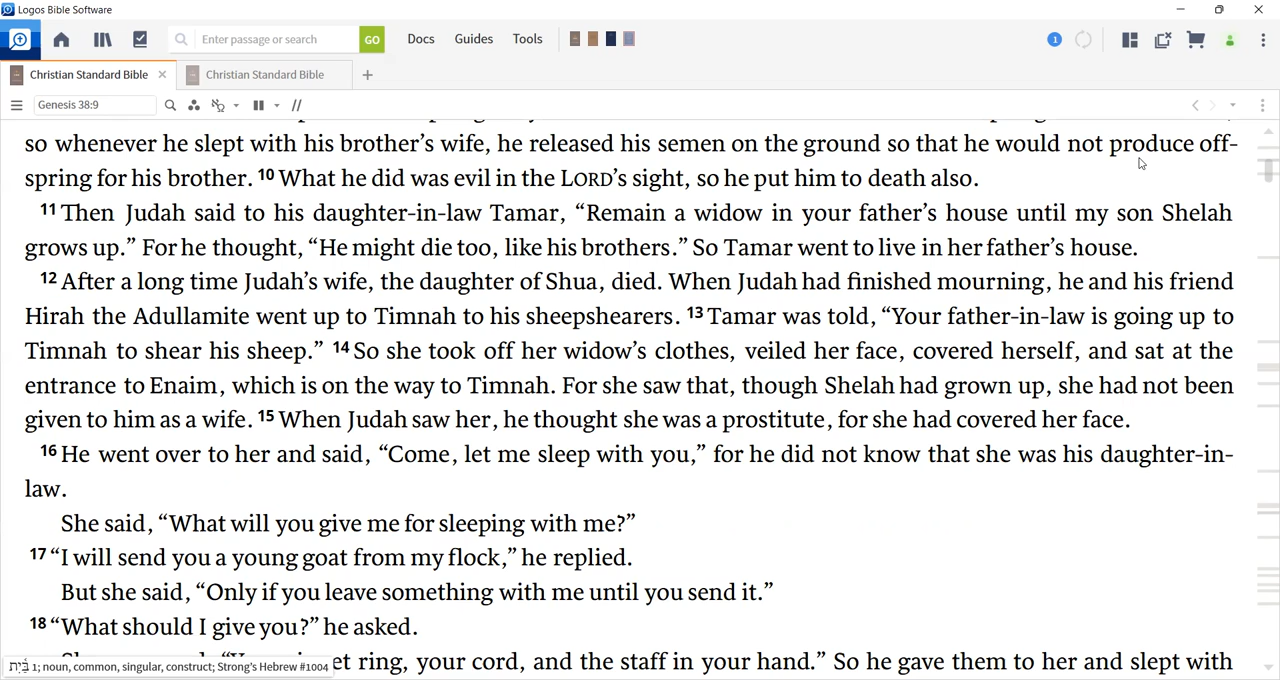 Logos Bible Software
Enter passage or search
GO
Docs
Guides
Tools
1
Christian Standard Bible
Christian Standard Bible
Genesis 38:9
so whenever he slept with his brother’s wife, he released his semen on the ground so that he would not produce off-
spring for his brother. 10 What he did was evil in the LORD’s sight, so he put him to death also.
11 Then Judah said to his daughter-in-law Tamar, “Remain a widow in your father’s house until my son Shelah
grows up.” For he thought, “He might die too, like his brothers.” So Tamar went to live in her father’s house.
12 After a long time Judah’s wife, the daughter of Shua, died. When Judah had finished mourning, he and his friend
Hirah the Adullamite went up to Timnah to his sheepshearers. 13 Tamar was told, “Your father-in-law is going up to
Timnah to shear his sheep.” 14 So she took off her widow’s clothes, veiled her face, covered herself, and sat at the
entrance to Enaim, which is on the way to Timnah. For she saw that, though Shelah had grown up, she had not been
given to him as a wife. 15 When Judah saw her, he thought she was a prostitute, for she had covered her face.
16 He went over to her and said, “Come, let me sleep with you,” for he did not know that she was his daughter-in-
law.
She said, “What will you give me for sleeping with me?”
17 “I will send you a young goat from my flock,” he replied.
But she said, “Only if you leave something with me until you send it.”
18 “What should I give you?” he asked.
et ring, your cord, and the staff in your hand.” So he gave them to her and slept with
בַּיִת 1; noun, common, singular, construct; Strong’s Hebrew #1004